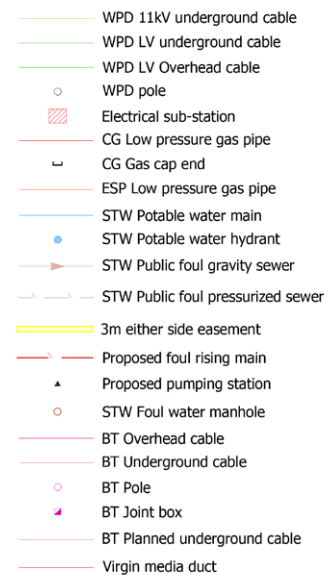 WPD 11kV underground cable
WPD LV underground cable
WPD LV Overhead cable
WPD pole
Electrical sub-station
CG Low pressure gas pipe
CG Gas cap end
ESP Low pressure gas pipe
STW Potable water main
STW Potable water hydrant
STW Public foul gravity sewer
STW Public foul pressurized sewer
3m either side easement
Proposed foul rising main
Proposed pumping station
STW Foul water manhole
BT Overhead cable
BT Underground cable
BT Pole
BT Joint box
BT Planned underground cable
Virgin media duct